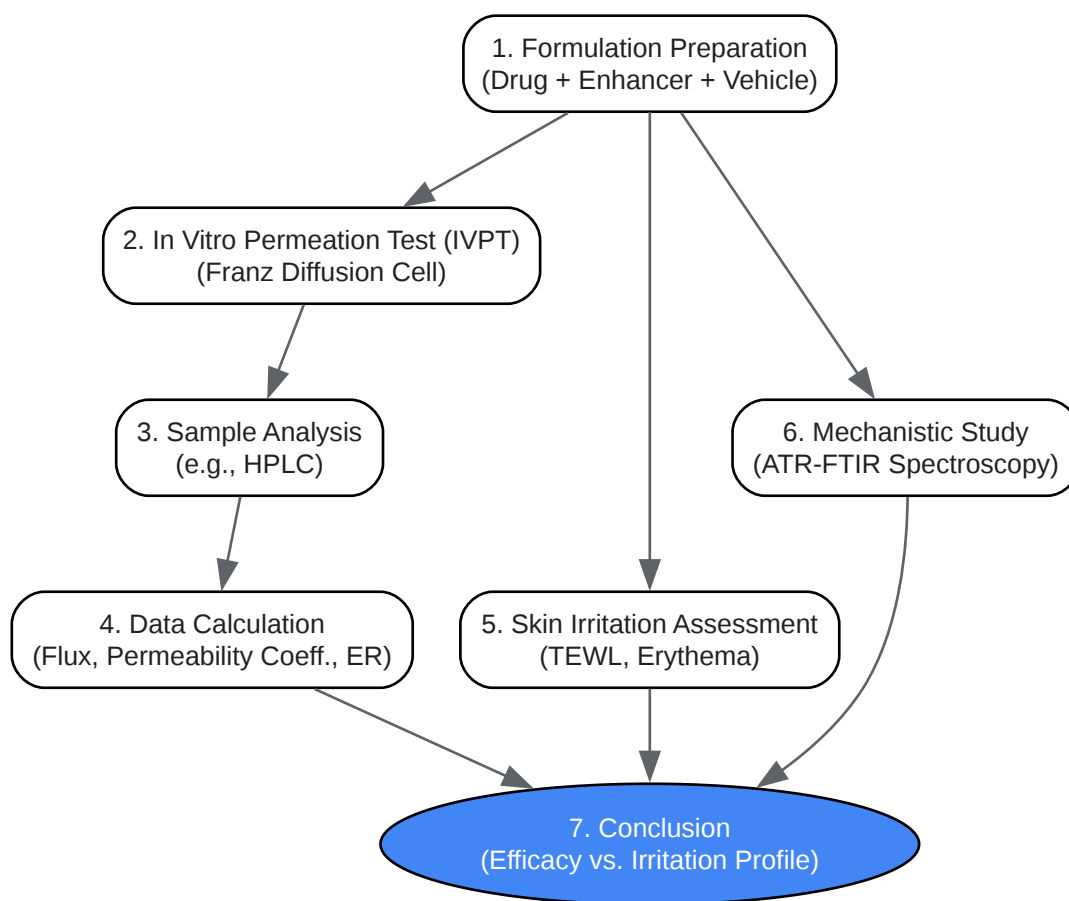 1. Formulation Preparation
(Drug + Enhancer + Vehicle)
2. In Vitro Permeation Test (IVPT)
(Franz Diffusion Cell)
3. Sample Analysis
(e.g., HPLC)
6. Mechanistic Study
(ATR-FTIR Spectroscopy)
4. Data Calculation
(Flux, Permeability Coeff., ER)
5. Skin Irritation Assessment
(TEWL, Erythema)
7. Conclusion
(Efficacy vs. Irritation Profile)